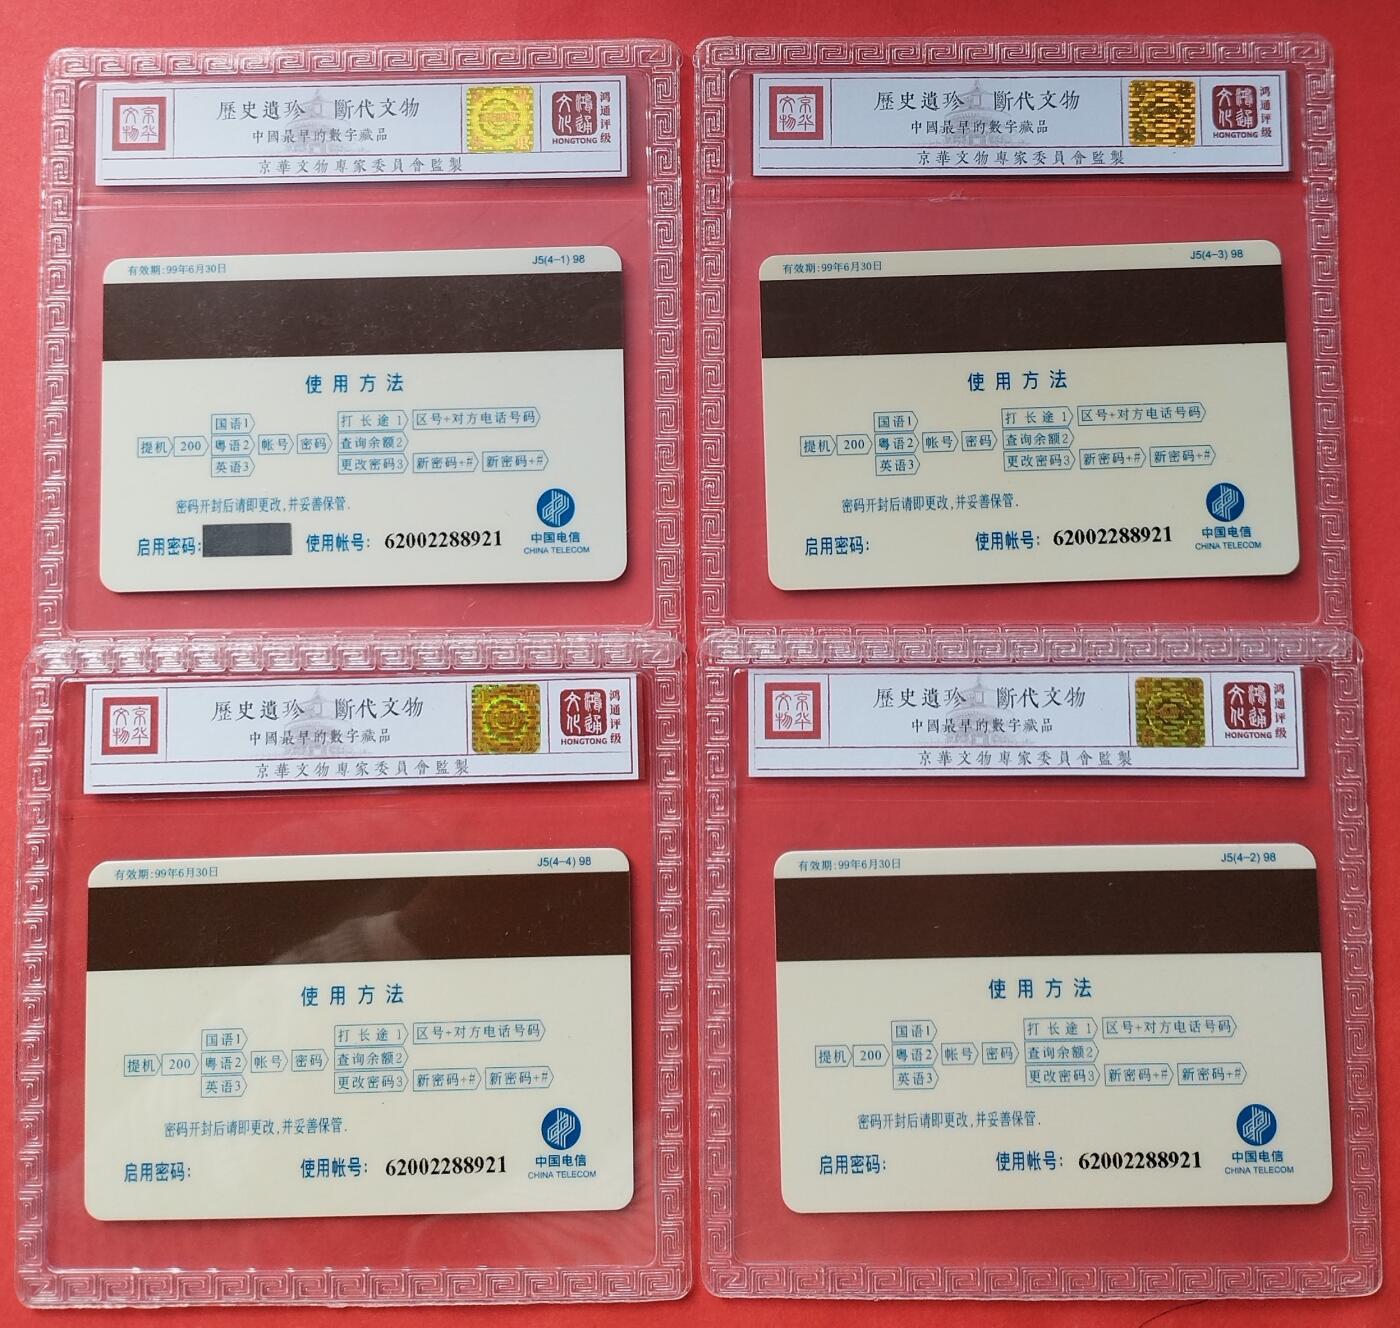 京华文物
歷史遺珍 斷代文物
中國最早的數字藏品
京華文物專家委員會監製
鴻通文化
HONGTONG
鸿通评级
有效期:99年6月30日
J5(4-1) 98
使用方法
国语1
打长途1 区号+对方电话号码
提机 200 粤语2 帐号 密码 查询余额2
英语3
更改密码3 新密码+# 新密码+#
密码开封后请即更改,并妥善保管.
启用密码:
使用帐号: 62002288921
中国电信
CHINA TELECOM
京华文物
歷史遺珍 斷代文物
中國最早的數字藏品
京華文物專家委員會監製
鴻通文化
HONGTONG
鸿通评级
有效期:99年6月30日
J5(4-3) 98
使用方法
国语1
打长途1 区号+对方电话号码
提机 200 粤语2 帐号 密码 查询余额2
英语3
更改密码3 新密码+# 新密码+#
密码开封后请即更改,并妥善保管.
启用密码:
使用帐号: 62002288921
中国电信
CHINA TELECOM
京华文物
歷史遺珍 斷代文物
中國最早的數字藏品
京華文物專家委員會監製
鴻通文化
HONGTONG
鸿通评级
有效期:99年6月30日
J5(4-4) 98
使用方法
国语1
打长途1 区号+对方电话号码
提机 200 粤语2 帐号 密码 查询余额2
英语3
更改密码3 新密码+# 新密码+#
密码开封后请即更改,并妥善保管.
启用密码:
使用帐号: 62002288921
中国电信
CHINA TELECOM
京华文物
歷史遺珍 斷代文物
中國最早的數字藏品
京華文物專家委員會監製
鴻通文化
HONGTONG
鸿通评级
有效期:99年6月30日
J5(4-2) 98
使用方法
国语1
打长途1 区号+对方电话号码
提机 200 粤语2 帐号 密码 查询余额2
英语3
更改密码3 新密码+# 新密码+#
密码开封后请即更改,并妥善保管.
启用密码:
使用帐号: 62002288921
中国电信
CHINA TELECOM